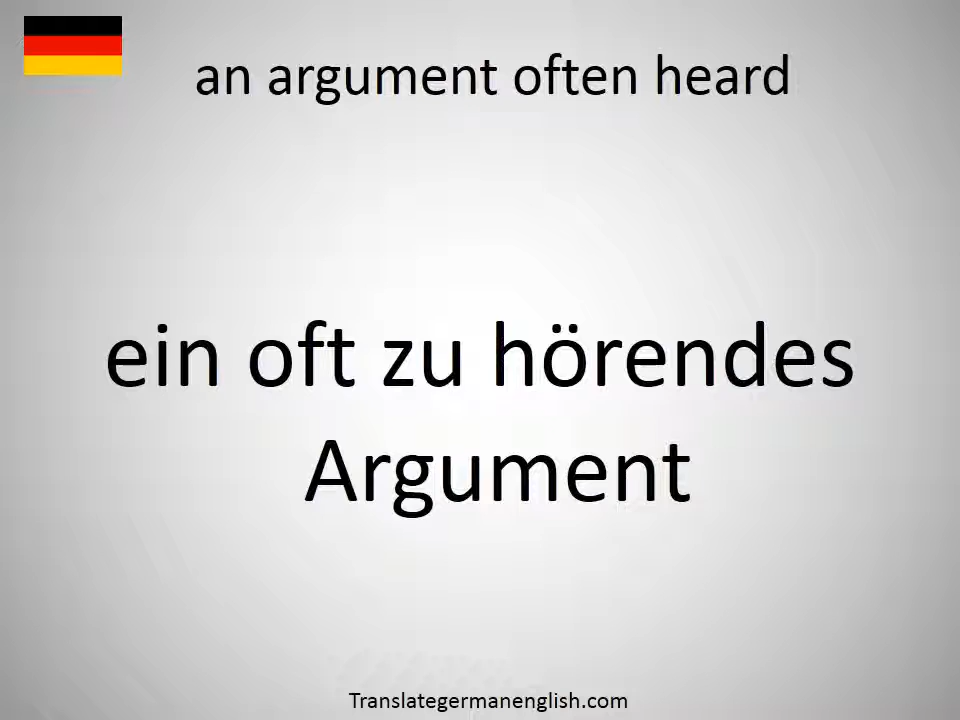 an argument often heard
ein oft zu hörendes
Argument
Translategermanenglish.com